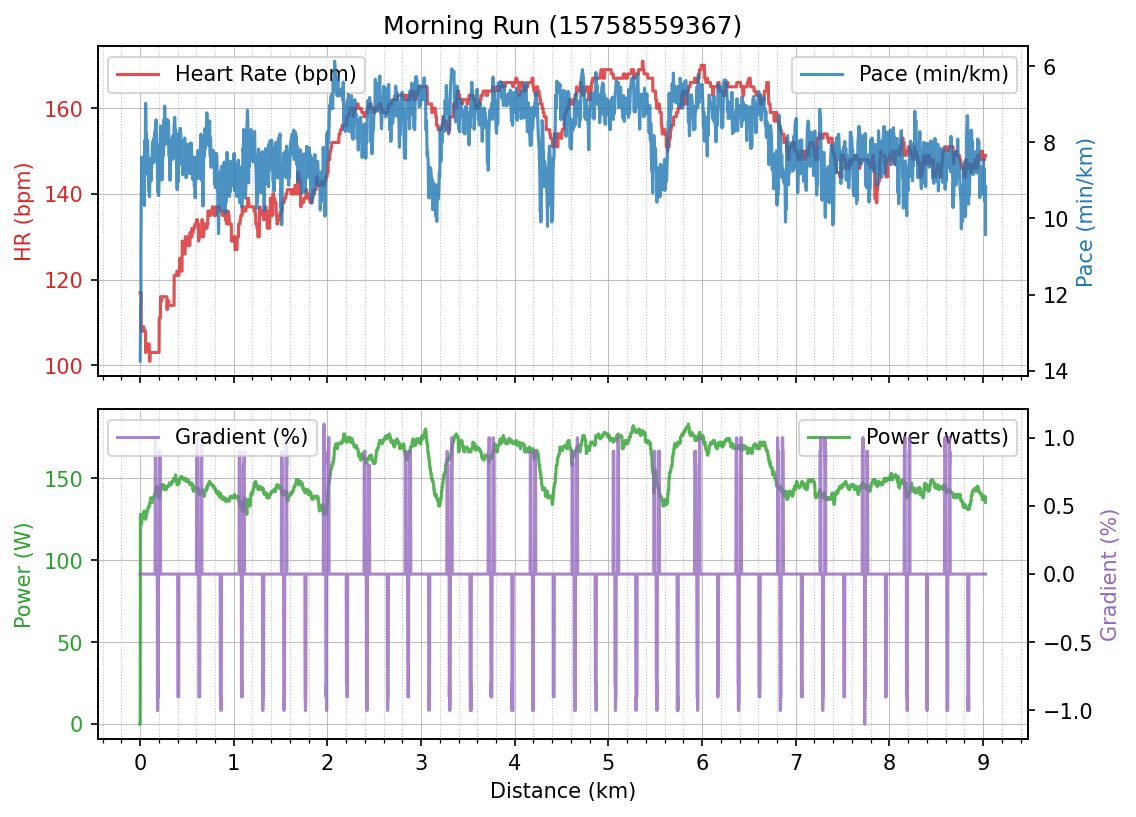 Morning Run (15758559367)
Heart Rate (bpm)
Pace (min/km)
160
140
120
100
HR (bpm)
6
8
10
12
14
Pace (min/km)
Gradient (%)
Power (watts)
150
100
50
0
Power (W)
1.0
0.5
0.0
−0.5
−1.0
Gradient (%)
0 1 2 3 4 5 6 7 8 9
Distance (km)